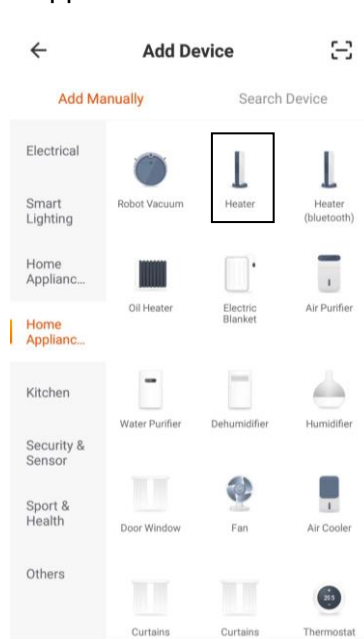 Add Device
Add Manually
Search Device
Electrical
Smart
Lighting
Home
Applianc...
Home
Applianc...
Kitchen
Security &
Sensor
Sport &
Health
Others
Robot Vacuum
Heater
Heater
(bluetooth)
Oil Heater
Electric
Blanket
Air Purifier
Water Purifier
Dehumidifier
Humidifier
Door Window
Fan
Air Cooler
Curtains
Curtains
Thermostat